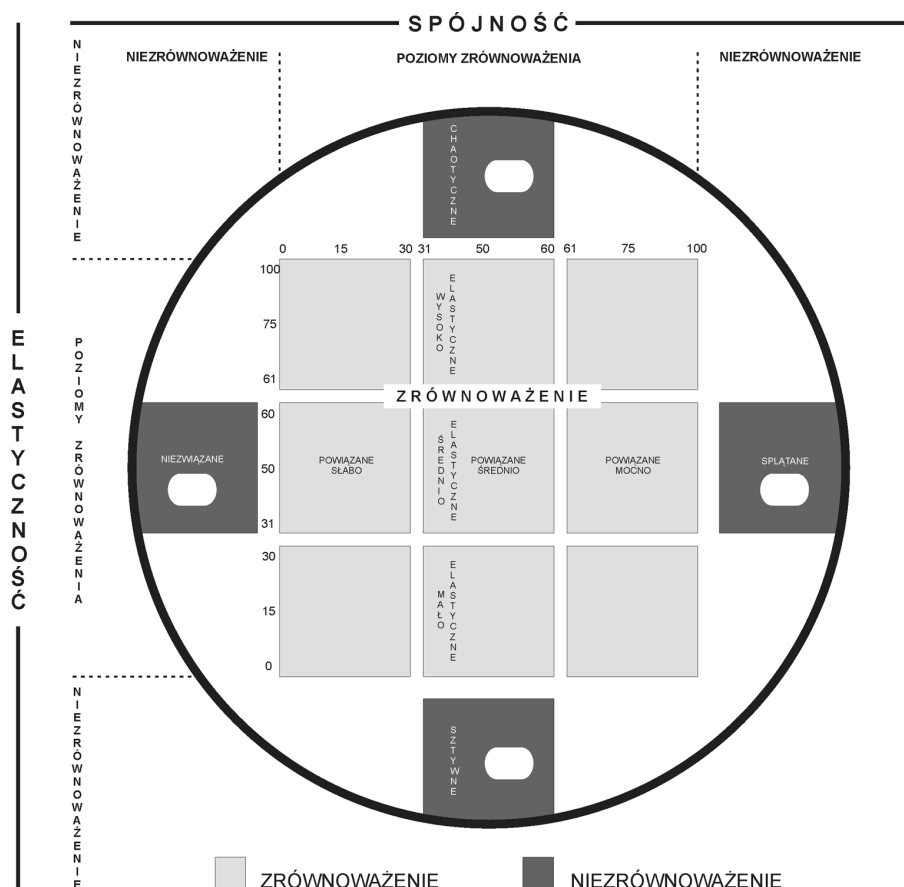 SPÓJNOŚĆ
NIEZRÓWNOWAŻENIE
POZIOMY ZRÓWNOWAŻENIA
NIEZRÓWNOWAŻENIE
ELASTYCZNOŚĆ
NIEZRÓWNOWAŻENIE
POZIOMY ZRÓWNOWAŻENIA
NIEZRÓWNOWAŻENIE
CHAOTYCZNE
0 15 30 31 50 60 61 75 100
100
75
61
WYSOKO
ELASTYCZNE
ZRÓWNOWAŻENIE
60
50
31
NIEZWIĄZANE
POWIĄZANE
SŁABO
ŚREDNIO
ELASTYCZNE
POWIĄZANE
ŚREDNIO
POWIĄZANE
MOCNO
SPLĄTANE
30
15
0
MAŁO
ELASTYCZNE
SZTYWNE
ZRÓWNOWAŻENIE
NIEZRÓWNOWAŻENIE